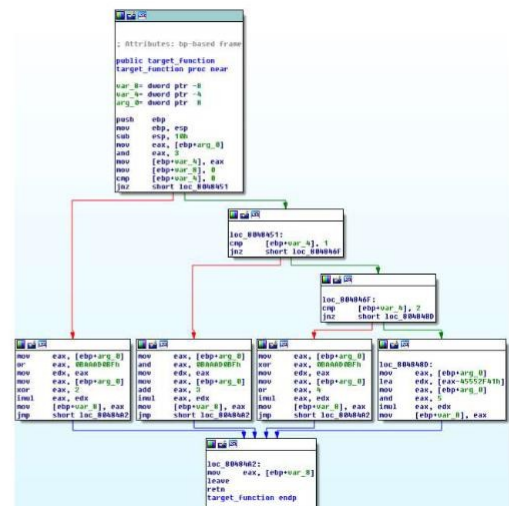 ; Attributes: bp-based frame
public target_function
target_function proc near
var_8= dword ptr -8
var_4= dword ptr -4
arg_0= dword ptr  8
push    ebp
mov     ebp, esp
sub     esp, 10h
mov     eax, [ebp+arg_0]
and     eax, 3
mov     [ebp+var_4], eax
mov     [ebp+var_8], 0
cmp     [ebp+var_4], 0
jnz     short loc_8048451
loc_8048451:
cmp     [ebp+var_4], 1
jnz     short loc_804846F
loc_804846F:
cmp     [ebp+var_4], 2
jnz     short loc_804848D
mov     eax, [ebp+arg_0]
or      eax, 0BAAAD0BFh
mov     edx, eax
mov     eax, [ebp+arg_0]
xor     eax, 2
imul    eax, edx
mov     [ebp+var_8], eax
jmp     short loc_80484A2
mov     eax, [ebp+arg_0]
and     eax, 0BAAAD0BFh
mov     edx, eax
mov     eax, [ebp+arg_0]
add     eax, 3
imul    eax, edx
mov     [ebp+var_8], eax
jmp     short loc_80484A2
mov     eax, [ebp+arg_0]
xor     eax, 0BAAAD0BFh
mov     edx, eax
mov     eax, [ebp+arg_0]
or      eax, 4
imul    eax, edx
mov     [ebp+var_8], eax
jmp     short loc_80484A2
loc_804848D:
mov     eax, [ebp+arg_0]
lea     edx, [eax-45552F41h]
mov     eax, [ebp+arg_0]
and     eax, 5
imul    eax, edx
mov     [ebp+var_8], eax
loc_80484A2:
mov     eax, [ebp+var_8]
leave
retn
target_function endp